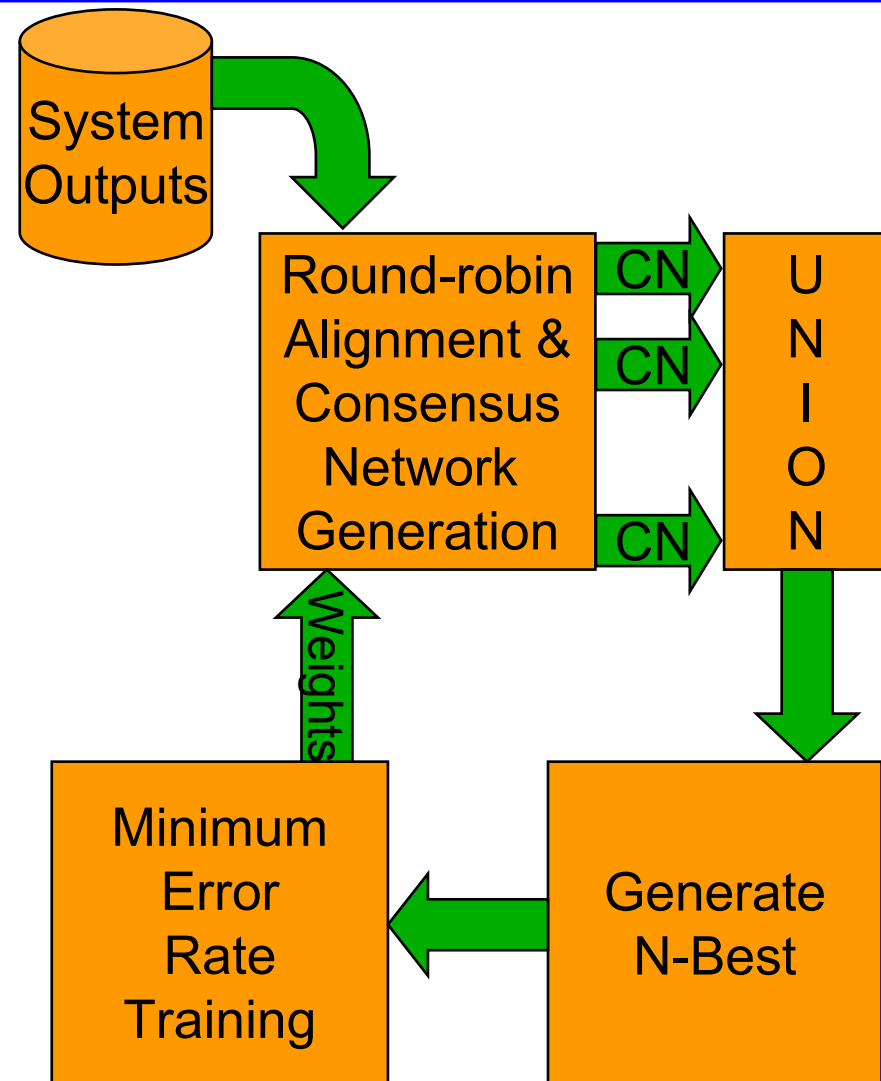 System
Outputs
Round-robin
Alignment &
Consensus
Network
Generation
CN
CN
CN
U
N
I
O
N
Weights
Minimum
Error
Rate
Training
Generate
N-Best